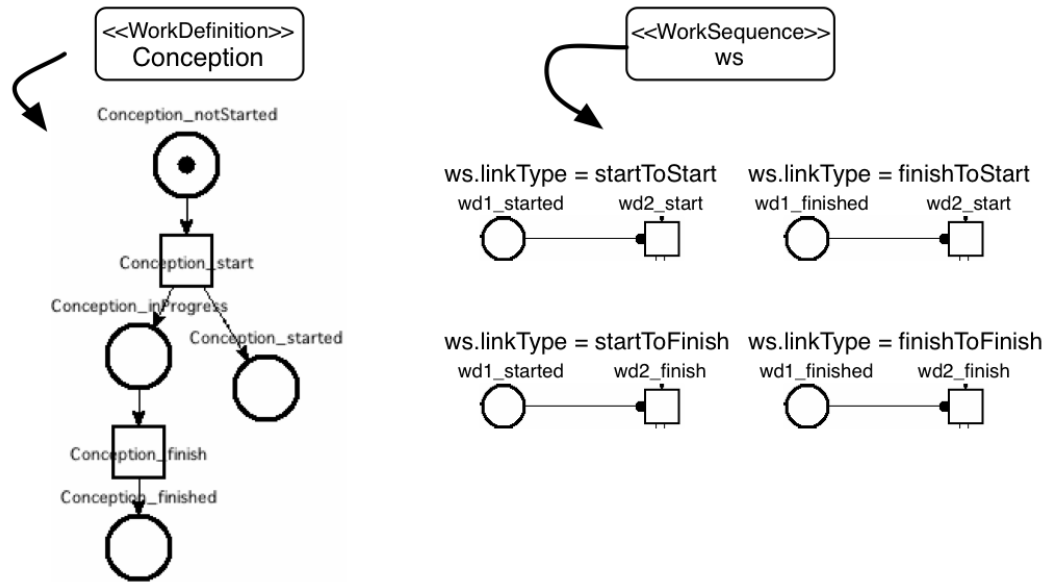 <<WorkDefinition>>
Conception
Conception_notStarted
Conception_start
Conception_inProgress
Conception_started
Conception_finish
Conception_finished
<<WorkSequence>>
ws
ws.linkType = startToStart
wd1_started wd2_start
ws.linkType = finishToStart
wd1_finished wd2_start
ws.linkType = startToFinish
wd1_started wd2_finish
ws.linkType = finishToFinish
wd1_finished wd2_finish